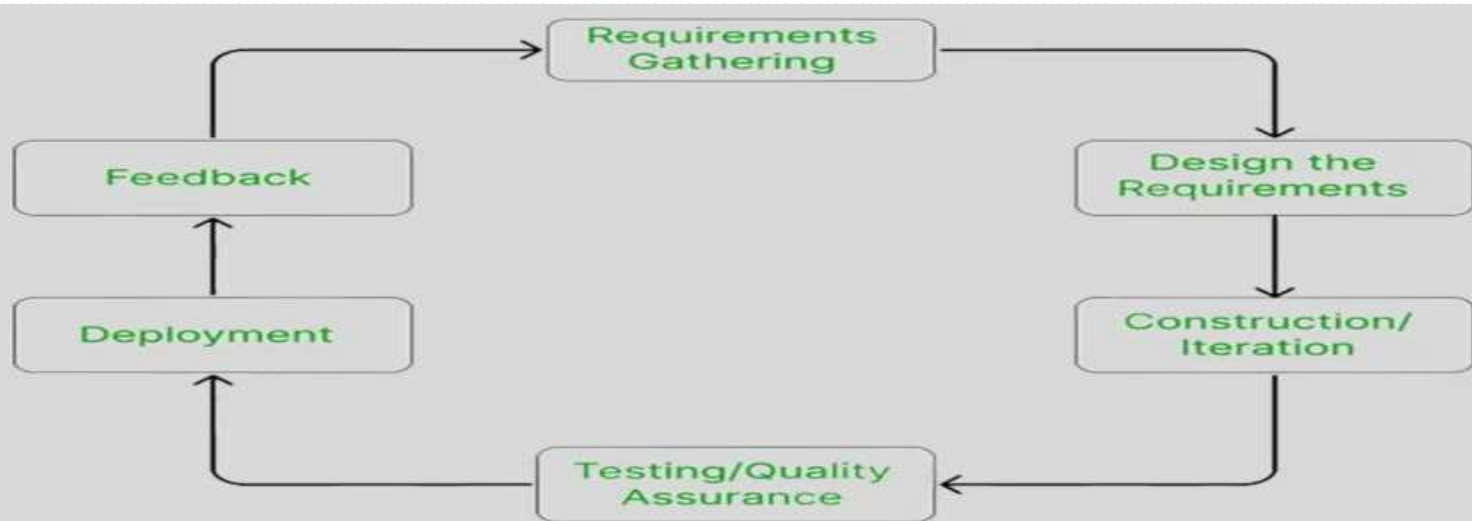 Requirements
Gathering
Design the
Requirements
Construction/
Iteration
Testing/Quality
Assurance
Deployment
Feedback